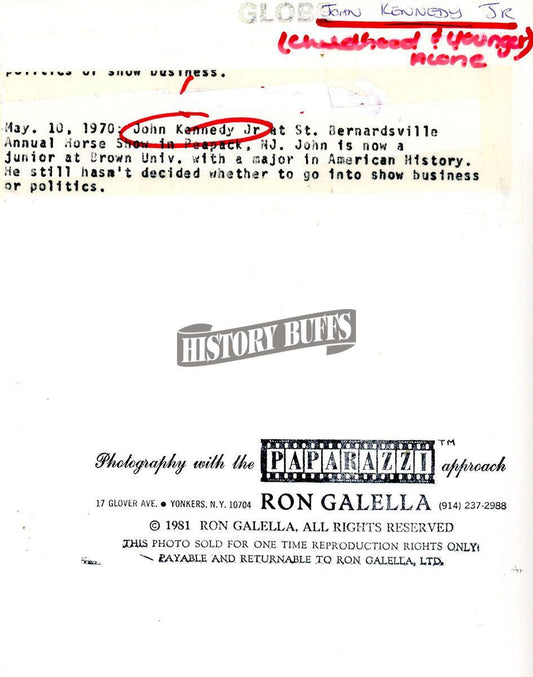 GLOBE JOHN KENNEDY JR
(Childhood & Younger)
Alone
politics or show business.
May. 10, 1970: John Kennedy Jr at St. Bernardsville
Annual Horse Show in Peapack, NJ. John is now a
junior at Brown Univ. with a major in American History.
He still hasn't decided whether to go into show business
or politics.
HISTORY BUFFS
Photography with the PAPARAZZI ™ approach
17 GLOVER AVE. • YONKERS, N.Y. 10704 RON GALELLA (914) 237-2988
© 1981 RON GALELLA, ALL RIGHTS RESERVED
THIS PHOTO SOLD FOR ONE TIME REPRODUCTION RIGHTS ONLY!
PAYABLE AND RETURNABLE TO RON GALELLA, LTD.